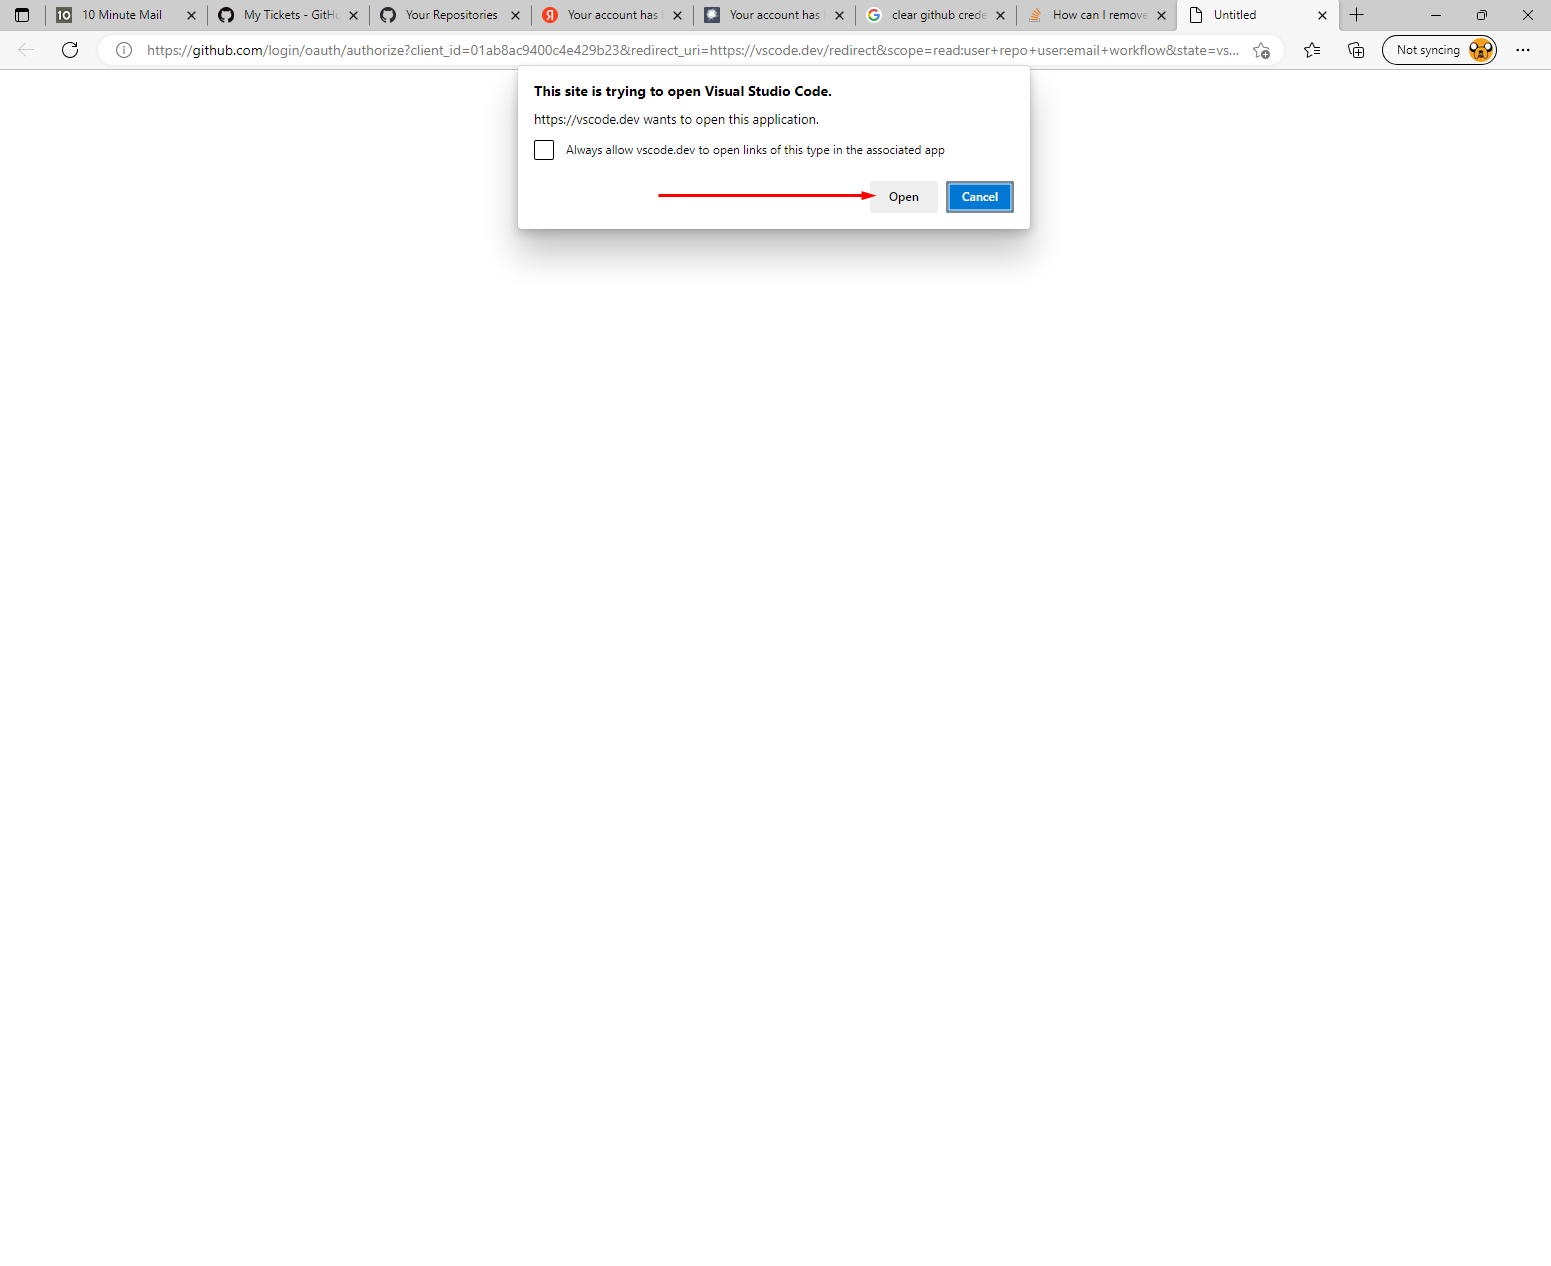 10 Minute Mail
My Tickets - GitHu
Your Repositories
Your account has
Your account has
clear github crede
How can I remove
Untitled
https://github.com/login/oauth/authorize?client_id=01ab8ac9400c4e429b23&redirect_uri=https://vscode.dev/redirect&scope=read:user+repo+user:email+workflow&state=vs...
Not syncing
This site is trying to open Visual Studio Code.
https://vscode.dev wants to open this application.
Always allow vscode.dev to open links of this type in the associated app
Open
Cancel